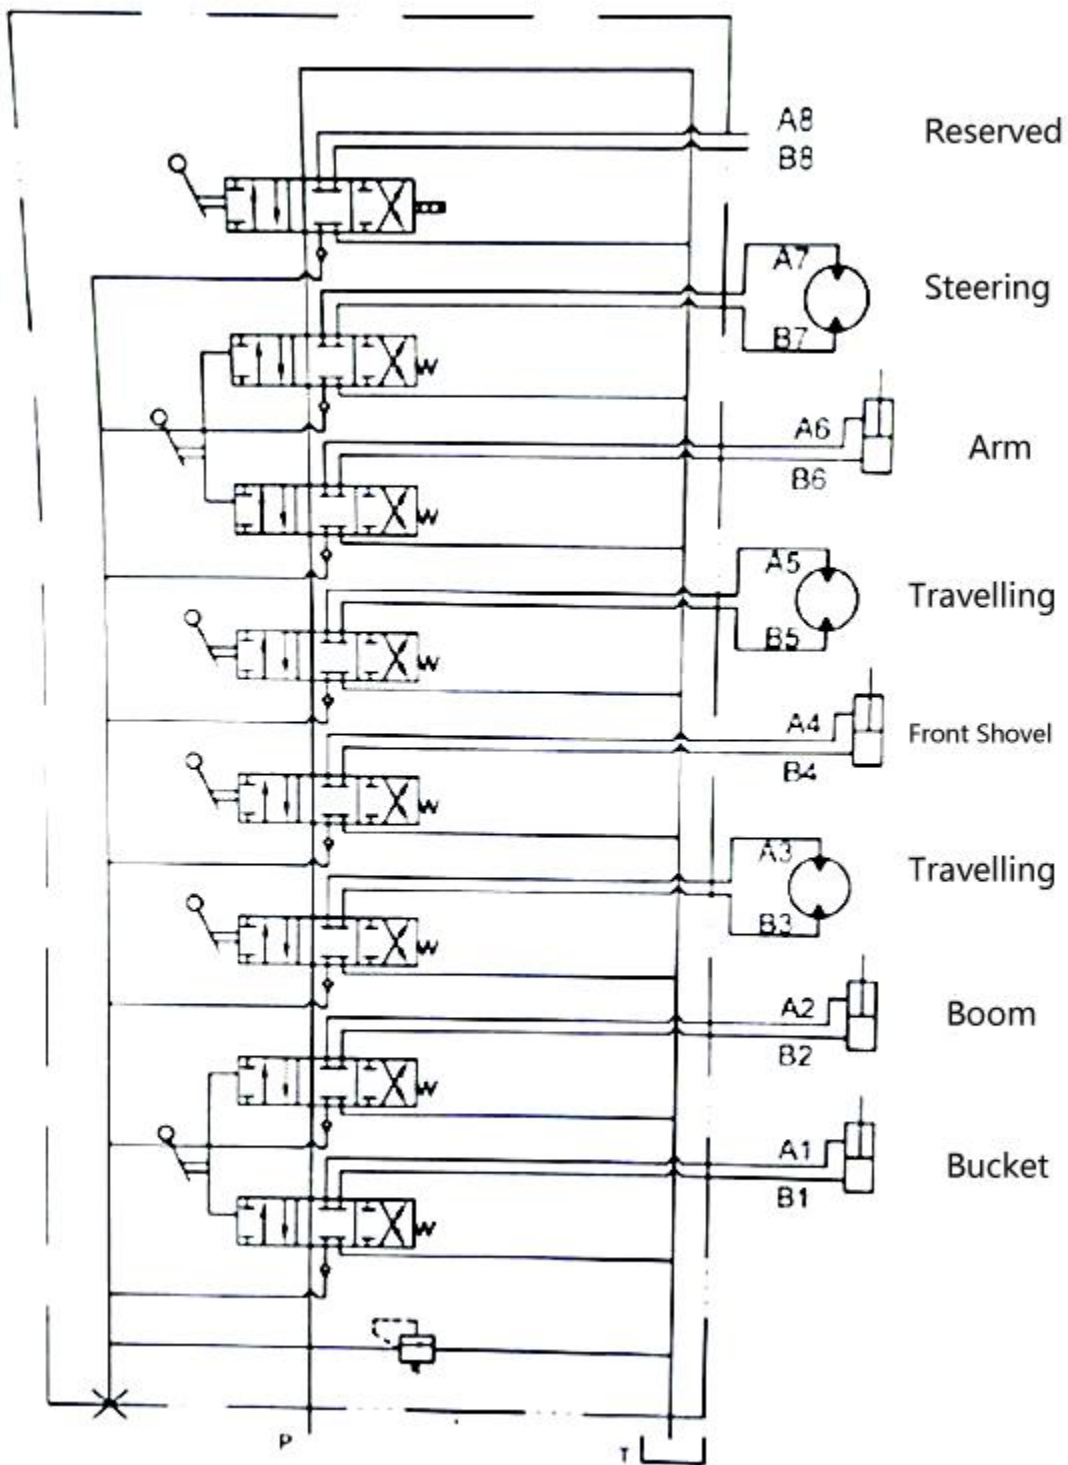 A8
Reserved
B8
A7
Steering
B7
A6
Arm
B6
A5
Travelling
B5
A4
Front Shovel
B4
A3
Travelling
B3
A2
Boom
B2
A1
Bucket
B1
P
T